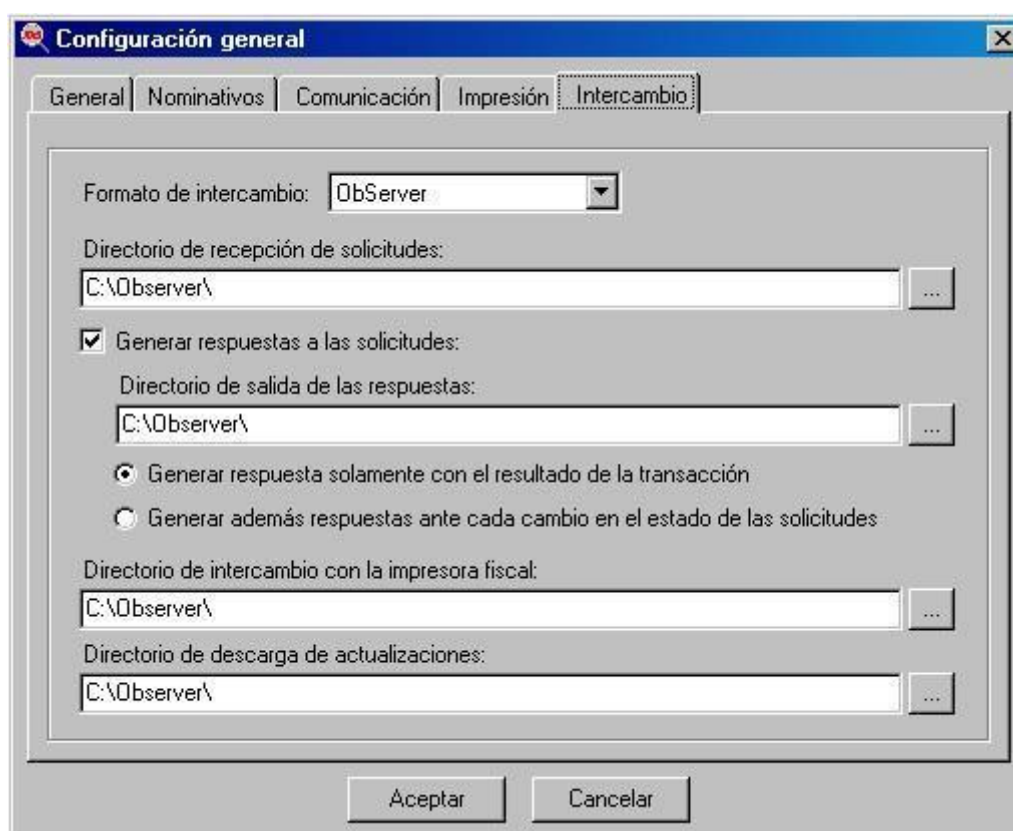 Configuración general
General Nominativos Comunicación Impresión Intercambio
Formato de intercambio: ObServer
Directorio de recepción de solicitudes:
C:\Observer\ ...
Generar respuestas a las solicitudes:
Directorio de salida de las respuestas:
C:\Observer\ ...
Generar respuesta solamente con el resultado de la transacción
Generar además respuestas ante cada cambio en el estado de las solicitudes
Directorio de intercambio con la impresora fiscal:
C:\Observer\ ...
Directorio de descarga de actualizaciones:
C:\Observer\ ...
Aceptar Cancelar